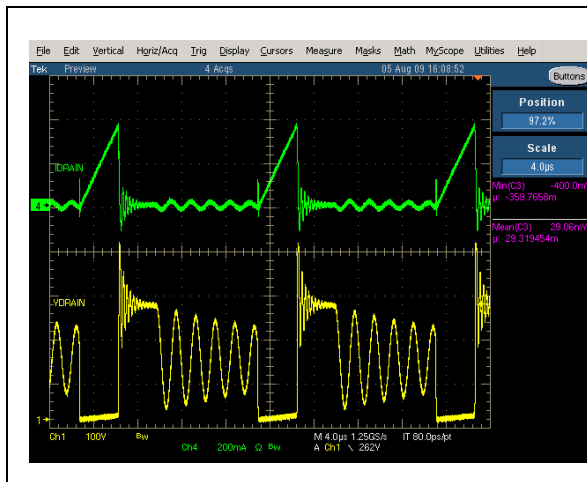 File Edit Vertical Horiz/Acq Trig Display Cursors Measure Masks Math MyScope Utilities Help
Tek Preview 4 Acqs 05 Aug 09 16:08:52
Buttons
Position
97.2%
Scale
4.0µs
IDRAIN
4
Min(C3) -400.0m
µ: -359.7658m
Mean(C3) 29.06mV
µ: 29.319454m
VDRAIN
1
Ch1 100V Bw M 4.0µs 1.25GS/s IT 80.0ps/pt
Ch4 200mA Ω Bw A Ch1 262V